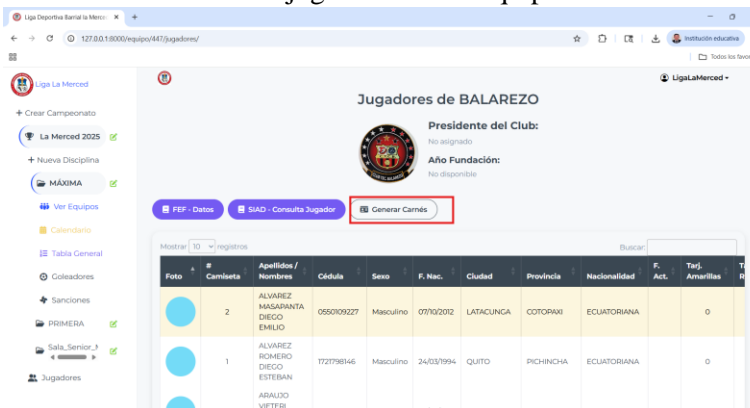 Liga Deportiva Barrial la Merced
127.0.0.1:8000/equipo/447/jugadores/
Institución educativa
Todos los favor
Liga La Merced
LigaLaMerced
Jugadores de BALAREZO
Presidente del Club:
No asignado
Año Fundación:
No disponible
+ Crear Campeonato
La Merced 2025
+ Nueva Disciplina
MÁXIMA
Ver Equipos
Calendario
Tabla General
Goleadores
Sanciones
PRIMERA
Sala_Senior_
Jugadores
FEF - Datos
SIAD - Consulta Jugador
Generar Carnés
Mostrar 10 registros
Buscar:
Foto # Camiseta Apellidos / Nombres Cédula Sexo F. Nac. Ciudad Provincia Nacionalidad F. Act. Tarj. Amarillas
2 ALVAREZ MASAPANTA DIEGO EMILIO 0550109227 Masculino 07/10/2012 LATACUNGA COTOPAXI ECUATORIANA 0
1 ALVAREZ ROMERO DIEGO ESTEBAN 1721798146 Masculino 24/03/1994 QUITO PICHINCHA ECUATORIANA 0
ARAUJO
VITERI